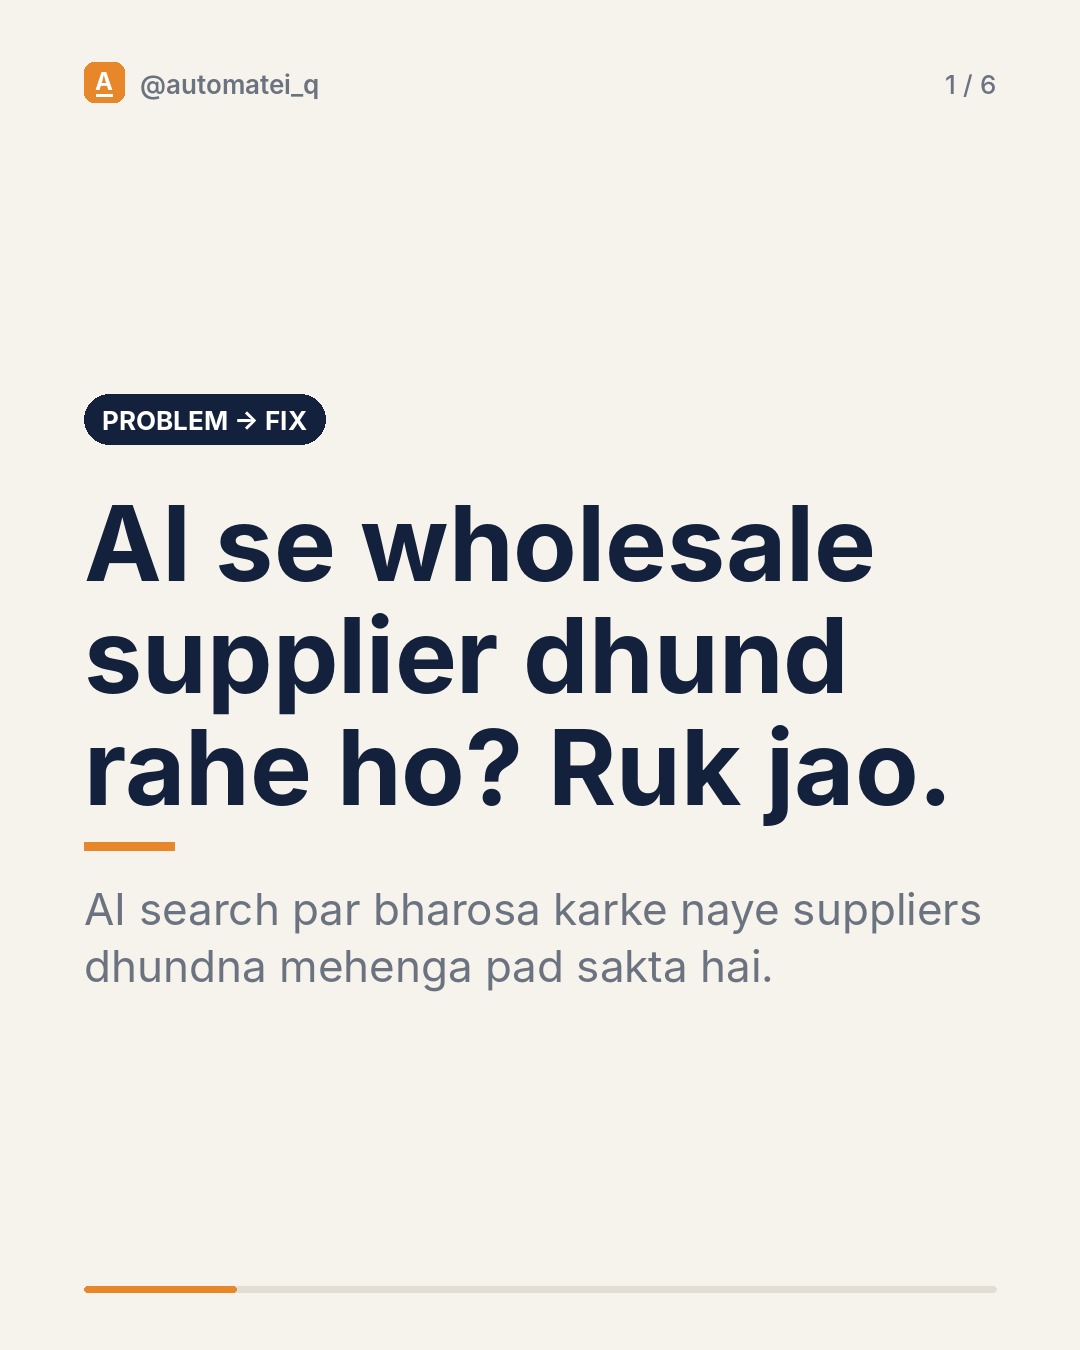 A
@automatei_q
1 / 6
PROBLEM → FIX
AI se wholesale
supplier dhund
rahe ho? Ruk jao.
AI search par bharosa karke naye suppliers
dhundna mehenga pad sakta hai.